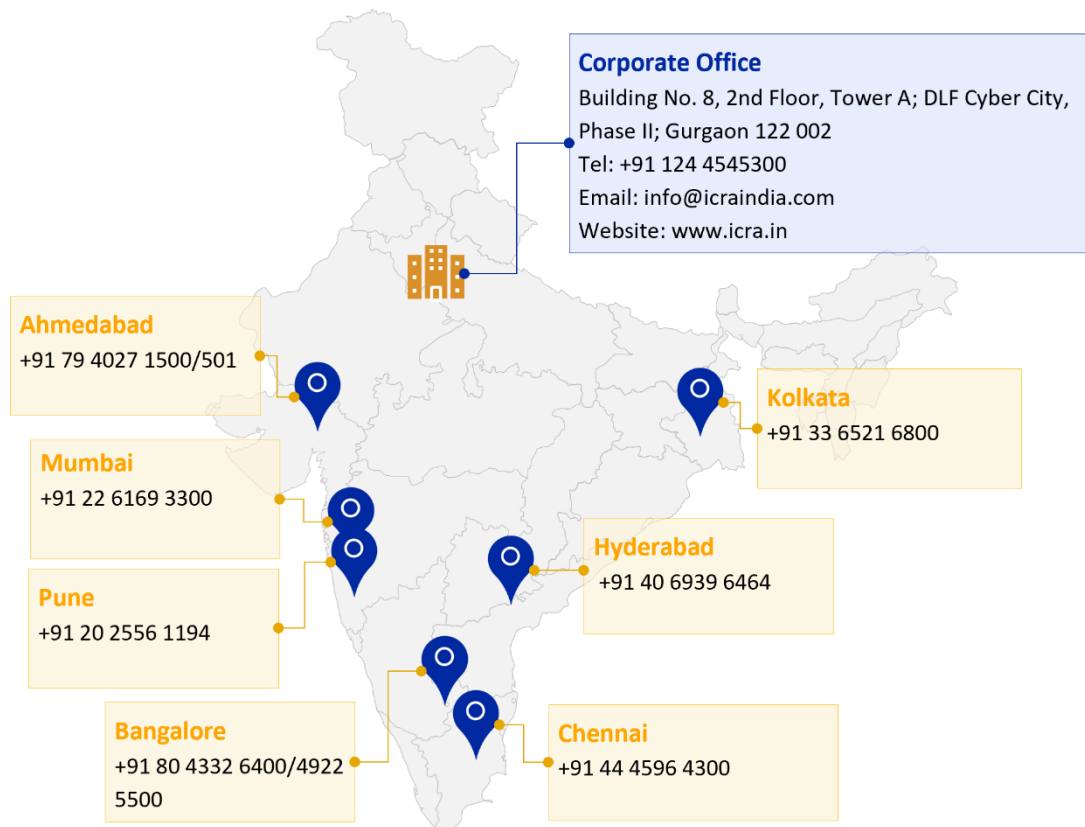 Corporate Office
Building No. 8, 2nd Floor, Tower A; DLF Cyber City,
Phase II; Gurgaon 122 002
Tel: +91 124 4545300
Email: info@icraindia.com
Website: www.icra.in
Ahmedabad
+91 79 4027 1500/501
Kolkata
+91 33 6521 6800
Mumbai
+91 22 6169 3300
Hyderabad
+91 40 6939 6464
Pune
+91 20 2556 1194
Bangalore
+91 80 4332 6400/4922
5500
Chennai
+91 44 4596 4300